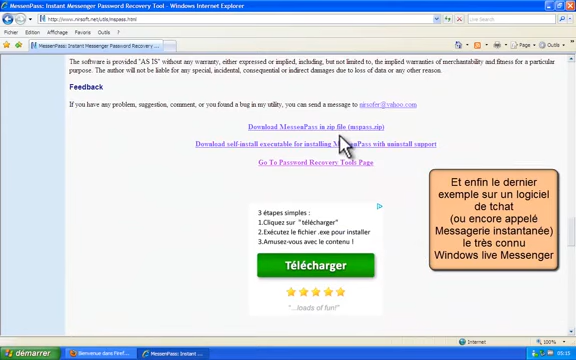 MessenPass: Instant Messenger Password Recovery Tool - Windows Internet Explorer
http://www.nirsoft.net/utils/mspass.html
Fichier Edition Affichage Favoris Outils ?
MessenPass: Instant Messenger Password Recovery ...
Page Outils
The software is provided "AS IS" without any warranty, either expressed or implied, including, but not limited to, the implied warranties of merchantability and fitness for a particular
purpose. The author will not be liable for any special, incidental, consequential or indirect damages due to loss of data or any other reason.
Feedback
If you have any problem, suggestion, comment, or you found a bug in my utility, you can send a message to nirsofer@yahoo.com
Download MessenPass in zip file (mspass.zip)
Download self-install executable for installing MessenPass with uninstall support
Go To Password Recovery Tools Page
Et enfin le dernier
exemple sur un logiciel
de tchat
(ou encore appelé
Messagerie instantanée)
le très connu
Windows live Messenger
3 étapes simples :
1.Cliquez sur "télécharger"
2.Exécutez le fichier .exe pour installer
3.Amusez-vous avec le contenu !
Télécharger
...loads of fun!
Internet
100%
démarrer
Bienvenue dans Firef...
MessenPass: Instant ...
05:15